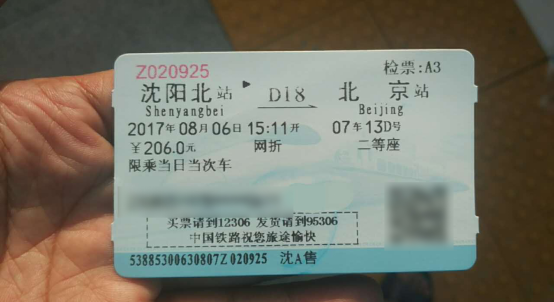 Z020925 检票:A3
沈阳北站 D18 北京站
Shenyangbei Beijing
2017年08月06日 15:11开 07车 13D号
￥206.0元 网折 二等座
限乘当日当次车
买票请到12306 发货请到95306
中国铁路祝您旅途愉快
53885300630807Z020925 沈A售